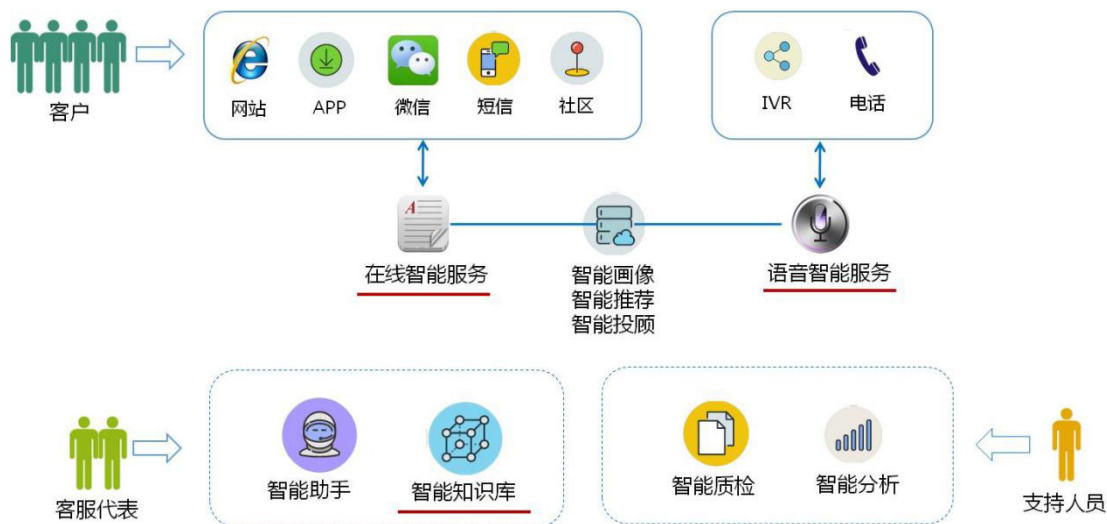 客户
网站
APP
微信
短信
社区
IVR
电话
A
在线智能服务
智能画像
智能推荐
智能投顾
语音智能服务
客服代表
智能助手
智能知识库
智能质检
智能分析
支持人员